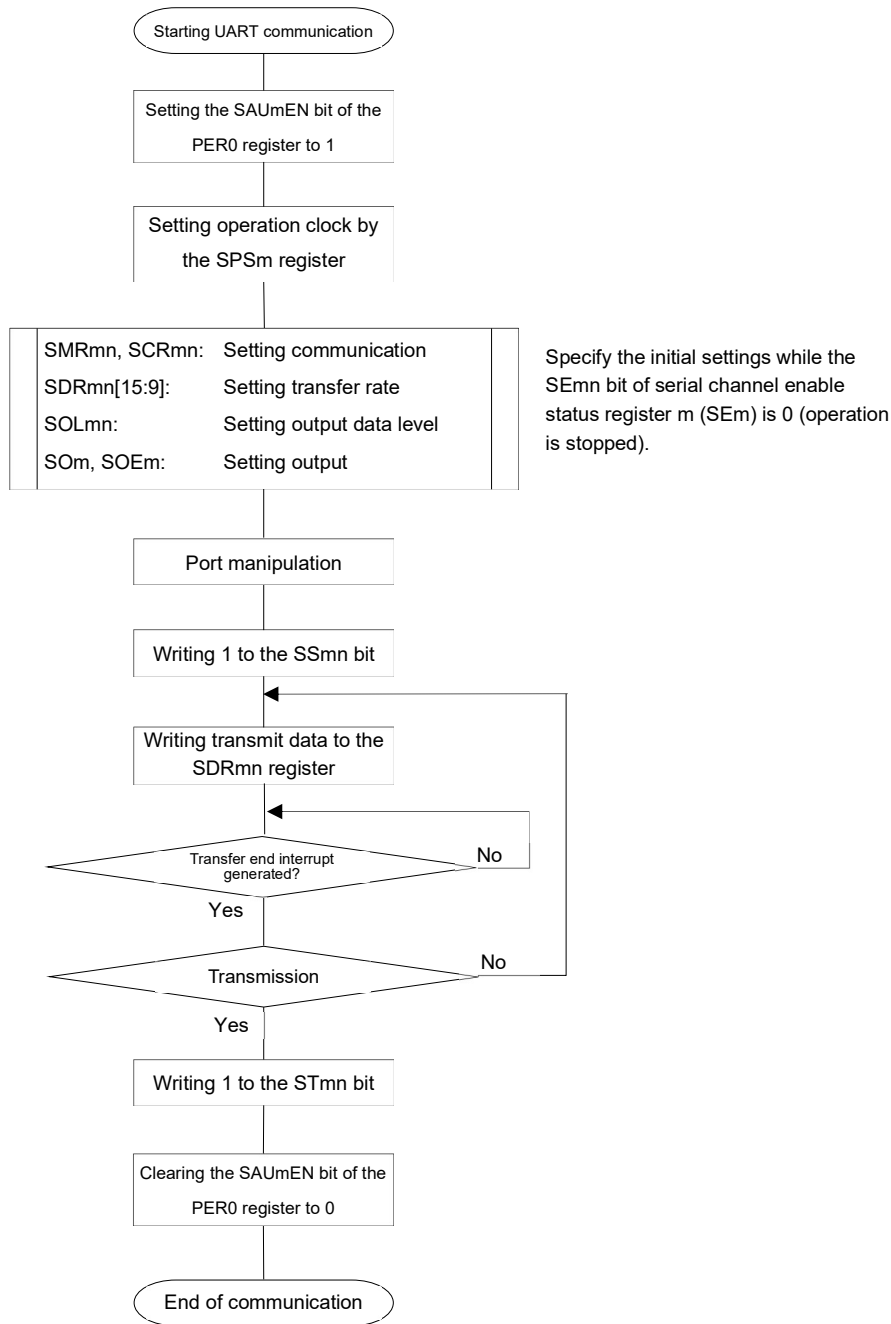 Starting UART communication
Setting the SAUmEN bit of the
PER0 register to 1
Setting operation clock by
the SPSm register
SMRmn, SCRmn: Setting communication
SDRmn[15:9]: Setting transfer rate
SOLmn: Setting output data level
SOm, SOEm: Setting output
Specify the initial settings while the
SEmn bit of serial channel enable
status register m (SEm) is 0 (operation
is stopped).
Port manipulation
Writing 1 to the SSmn bit
Writing transmit data to the
SDRmn register
Transfer end interrupt
generated?
No
Yes
Transmission
No
Yes
Writing 1 to the STmn bit
Clearing the SAUmEN bit of the
PER0 register to 0
End of communication